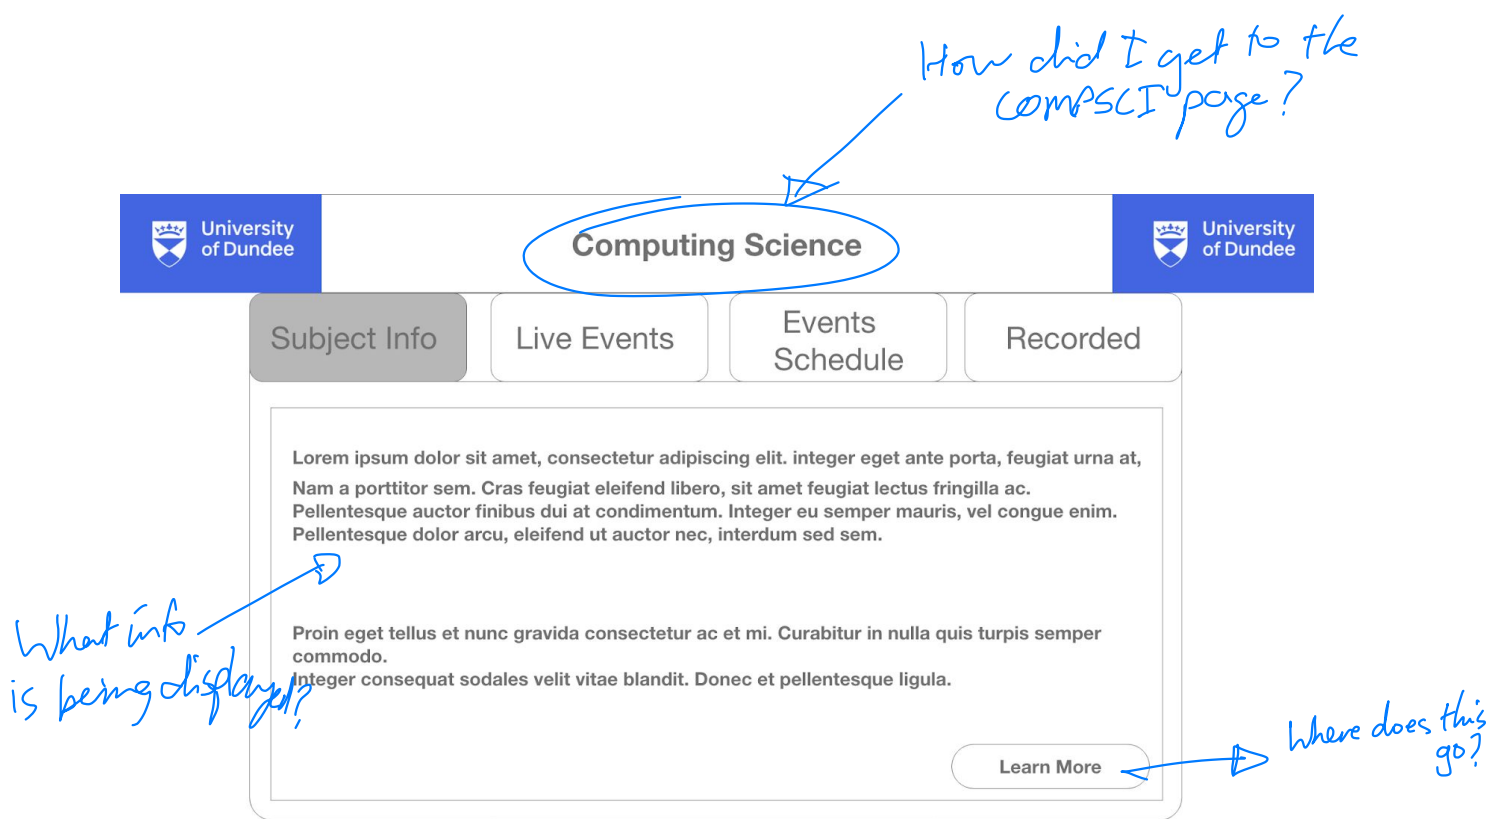 How did I get to the
COMPSCI page?
University
of Dundee
Computing Science
University
of Dundee
Subject Info
Live Events
Events
Schedule
Recorded
Lorem ipsum dolor sit amet, consectetur adipiscing elit. integer eget ante porta, feugiat urna at,
Nam a porttitor sem. Cras feugiat eleifend libero, sit amet feugiat lectus fringilla ac.
Pellentesque auctor finibus dui at condimentum. Integer eu semper mauris, vel congue enim.
Pellentesque dolor arcu, eleifend ut auctor nec, interdum sed sem.
What info
is being displayed?
Proin eget tellus et nunc gravida consectetur ac et mi. Curabitur in nulla quis turpis semper
commodo.
Integer consequat sodales velit vitae blandit. Donec et pellentesque ligula.
Learn More
Where does this
go?